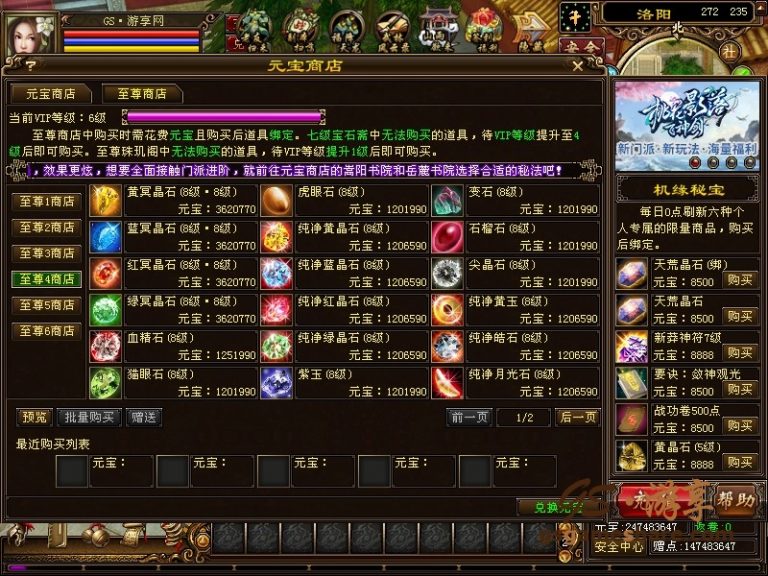 GS·游享网
洛阳
272 235
北
社
安全
元宝商店
元宝商店
至尊商店
当前VIP等级：6级
至尊商店中购买时需花费元宝且购买后道具绑定。七级宝石斋中无法购买的道具，待VIP等级提升至4
级后即可购买。至尊珠玑阁中无法购买的道具，待VIP等级提升1级后即可购买。
，效果更炫，想要全面接触门派进阶，就前往元宝商店的嵩阳书院和岳麓书院选择合适的秘法吧！
至尊1商店
至尊2商店
至尊3商店
至尊4商店
至尊5商店
至尊6商店
黄冥晶石(8级·8级)
元宝：3620770
虎眼石(8级)
元宝：1201990
变石(8级)
元宝：1201990
蓝冥晶石(8级·8级)
元宝：3620770
纯净黄晶石(8级)
元宝：1206590
石榴石(8级)
元宝：1201990
红冥晶石(8级·8级)
元宝：3620770
纯净蓝晶石(8级)
元宝：1206590
尖晶石(8级)
元宝：1201990
绿冥晶石(8级·8级)
元宝：3620770
纯净红晶石(8级)
元宝：1206590
纯净黄玉(8级)
元宝：1206590
血精石(8级)
元宝：1251990
纯净绿晶石(8级)
元宝：1206590
纯净皓石(8级)
元宝：1206590
猫眼石(8级)
元宝：1201990
紫玉(8级)
元宝：1201990
纯净月光石(8级)
元宝：1206590
预览
批量购买
赠送
前一页
1/2
后一页
最近购买列表
元宝：
元宝：
元宝：
元宝：
元宝：
新门派·新玩法·海量福利
机缘秘宝
每日0点刷新六种个
人专属的限量商品，购买
后绑定。
天荒晶石(绑)
元宝：8500
购买
天荒晶石
元宝：8500
购买
新莽神符7级
元宝：8888
购买
要诀：敛神观光
元宝：8500
购买
战功卷500点
元宝：8500
购买
黄晶石(5级)
元宝：8888
购买
帮助
元宝:247483647
安全中心
赠点:147483647